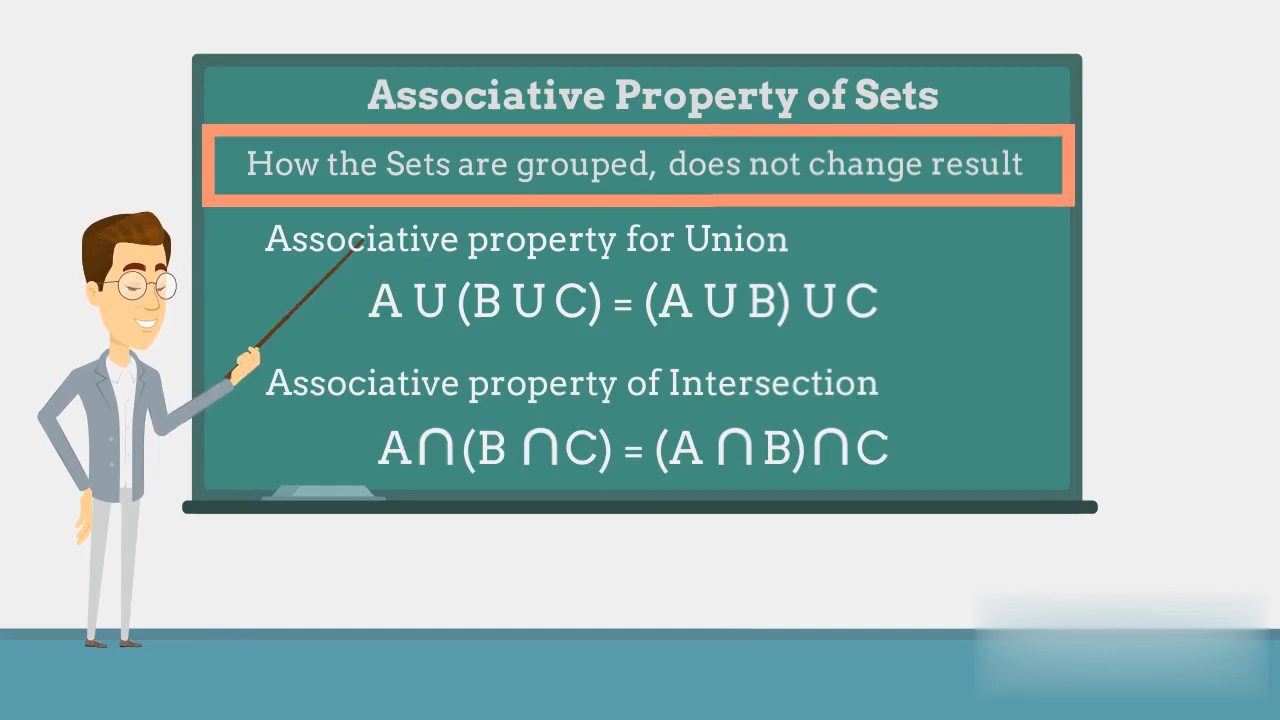 Associative Property of Sets
How the Sets are grouped, does not change result
Associative property for Union
A U (B U C) = (A U B) U C
Associative property of Intersection
A ∩ (B ∩ C) = (A ∩ B) ∩ C